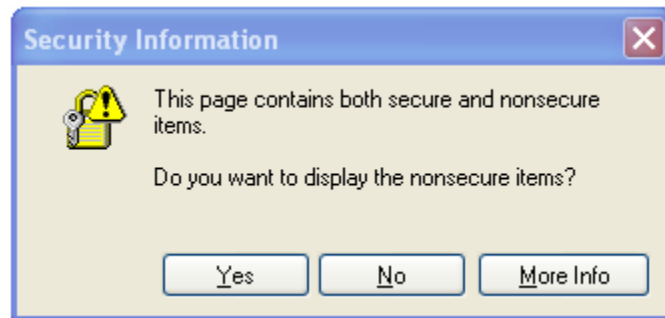 Security Information
This page contains both secure and nonsecure
items.
Do you want to display the nonsecure items?
Yes
No
More Info